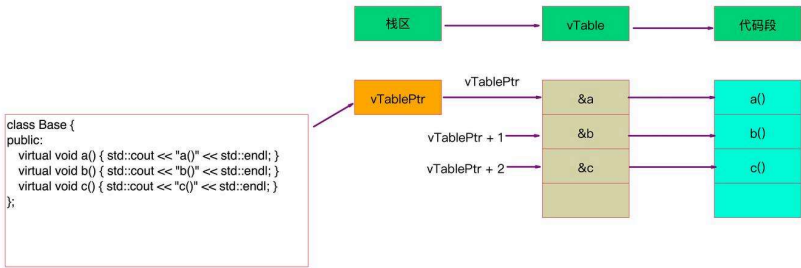 栈区
vTable
代码段
vTablePtr
vTablePtr
&a
a()
vTablePtr + 1
&b
b()
vTablePtr + 2
&c
c()
class Base {
public:
virtual void a() { std::cout << "a()" << std::endl; }
virtual void b() { std::cout << "b()" << std::endl; }
virtual void c() { std::cout << "c()" << std::endl; }
};